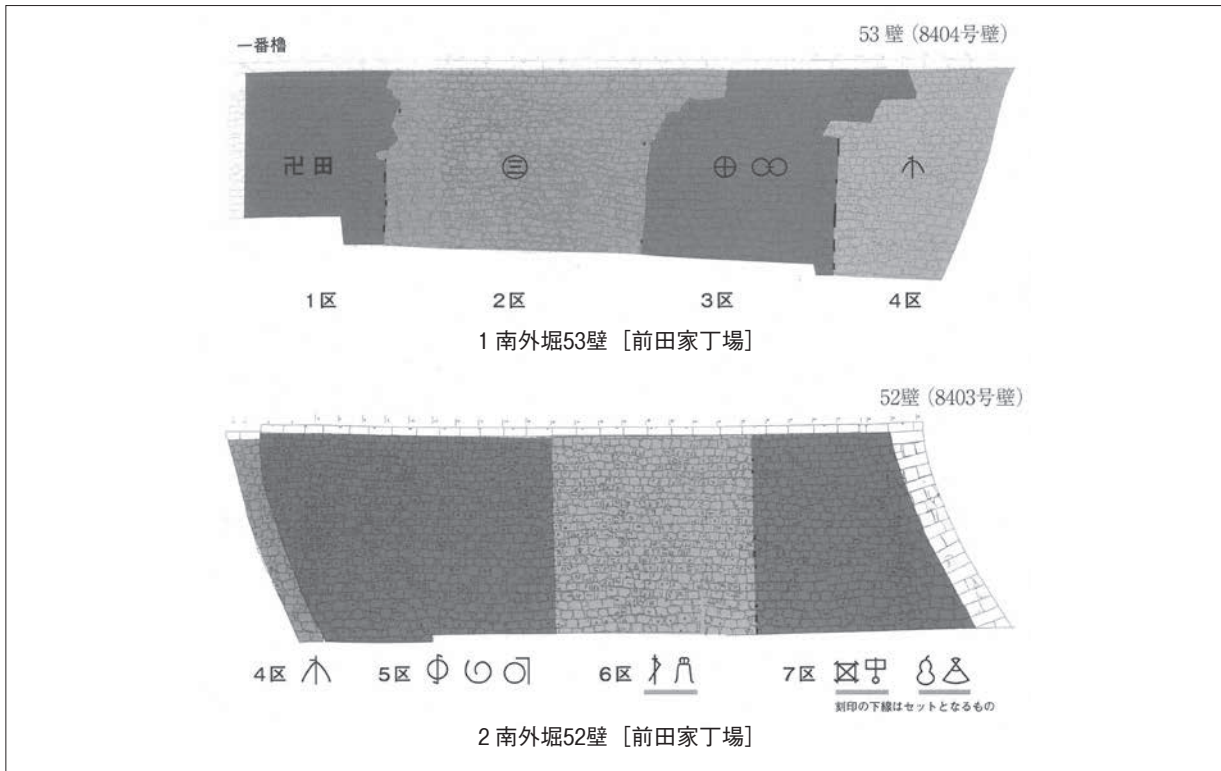 一番櫓
53壁（8404号壁）
卍 田 ㊂
1区 2区 3区 4区
1 南外堀53壁［前田家丁場］
52壁（8403号壁）
4区 5区 6区 7区
刻印の下線はセットとなるもの
2 南外堀52壁［前田家丁場］